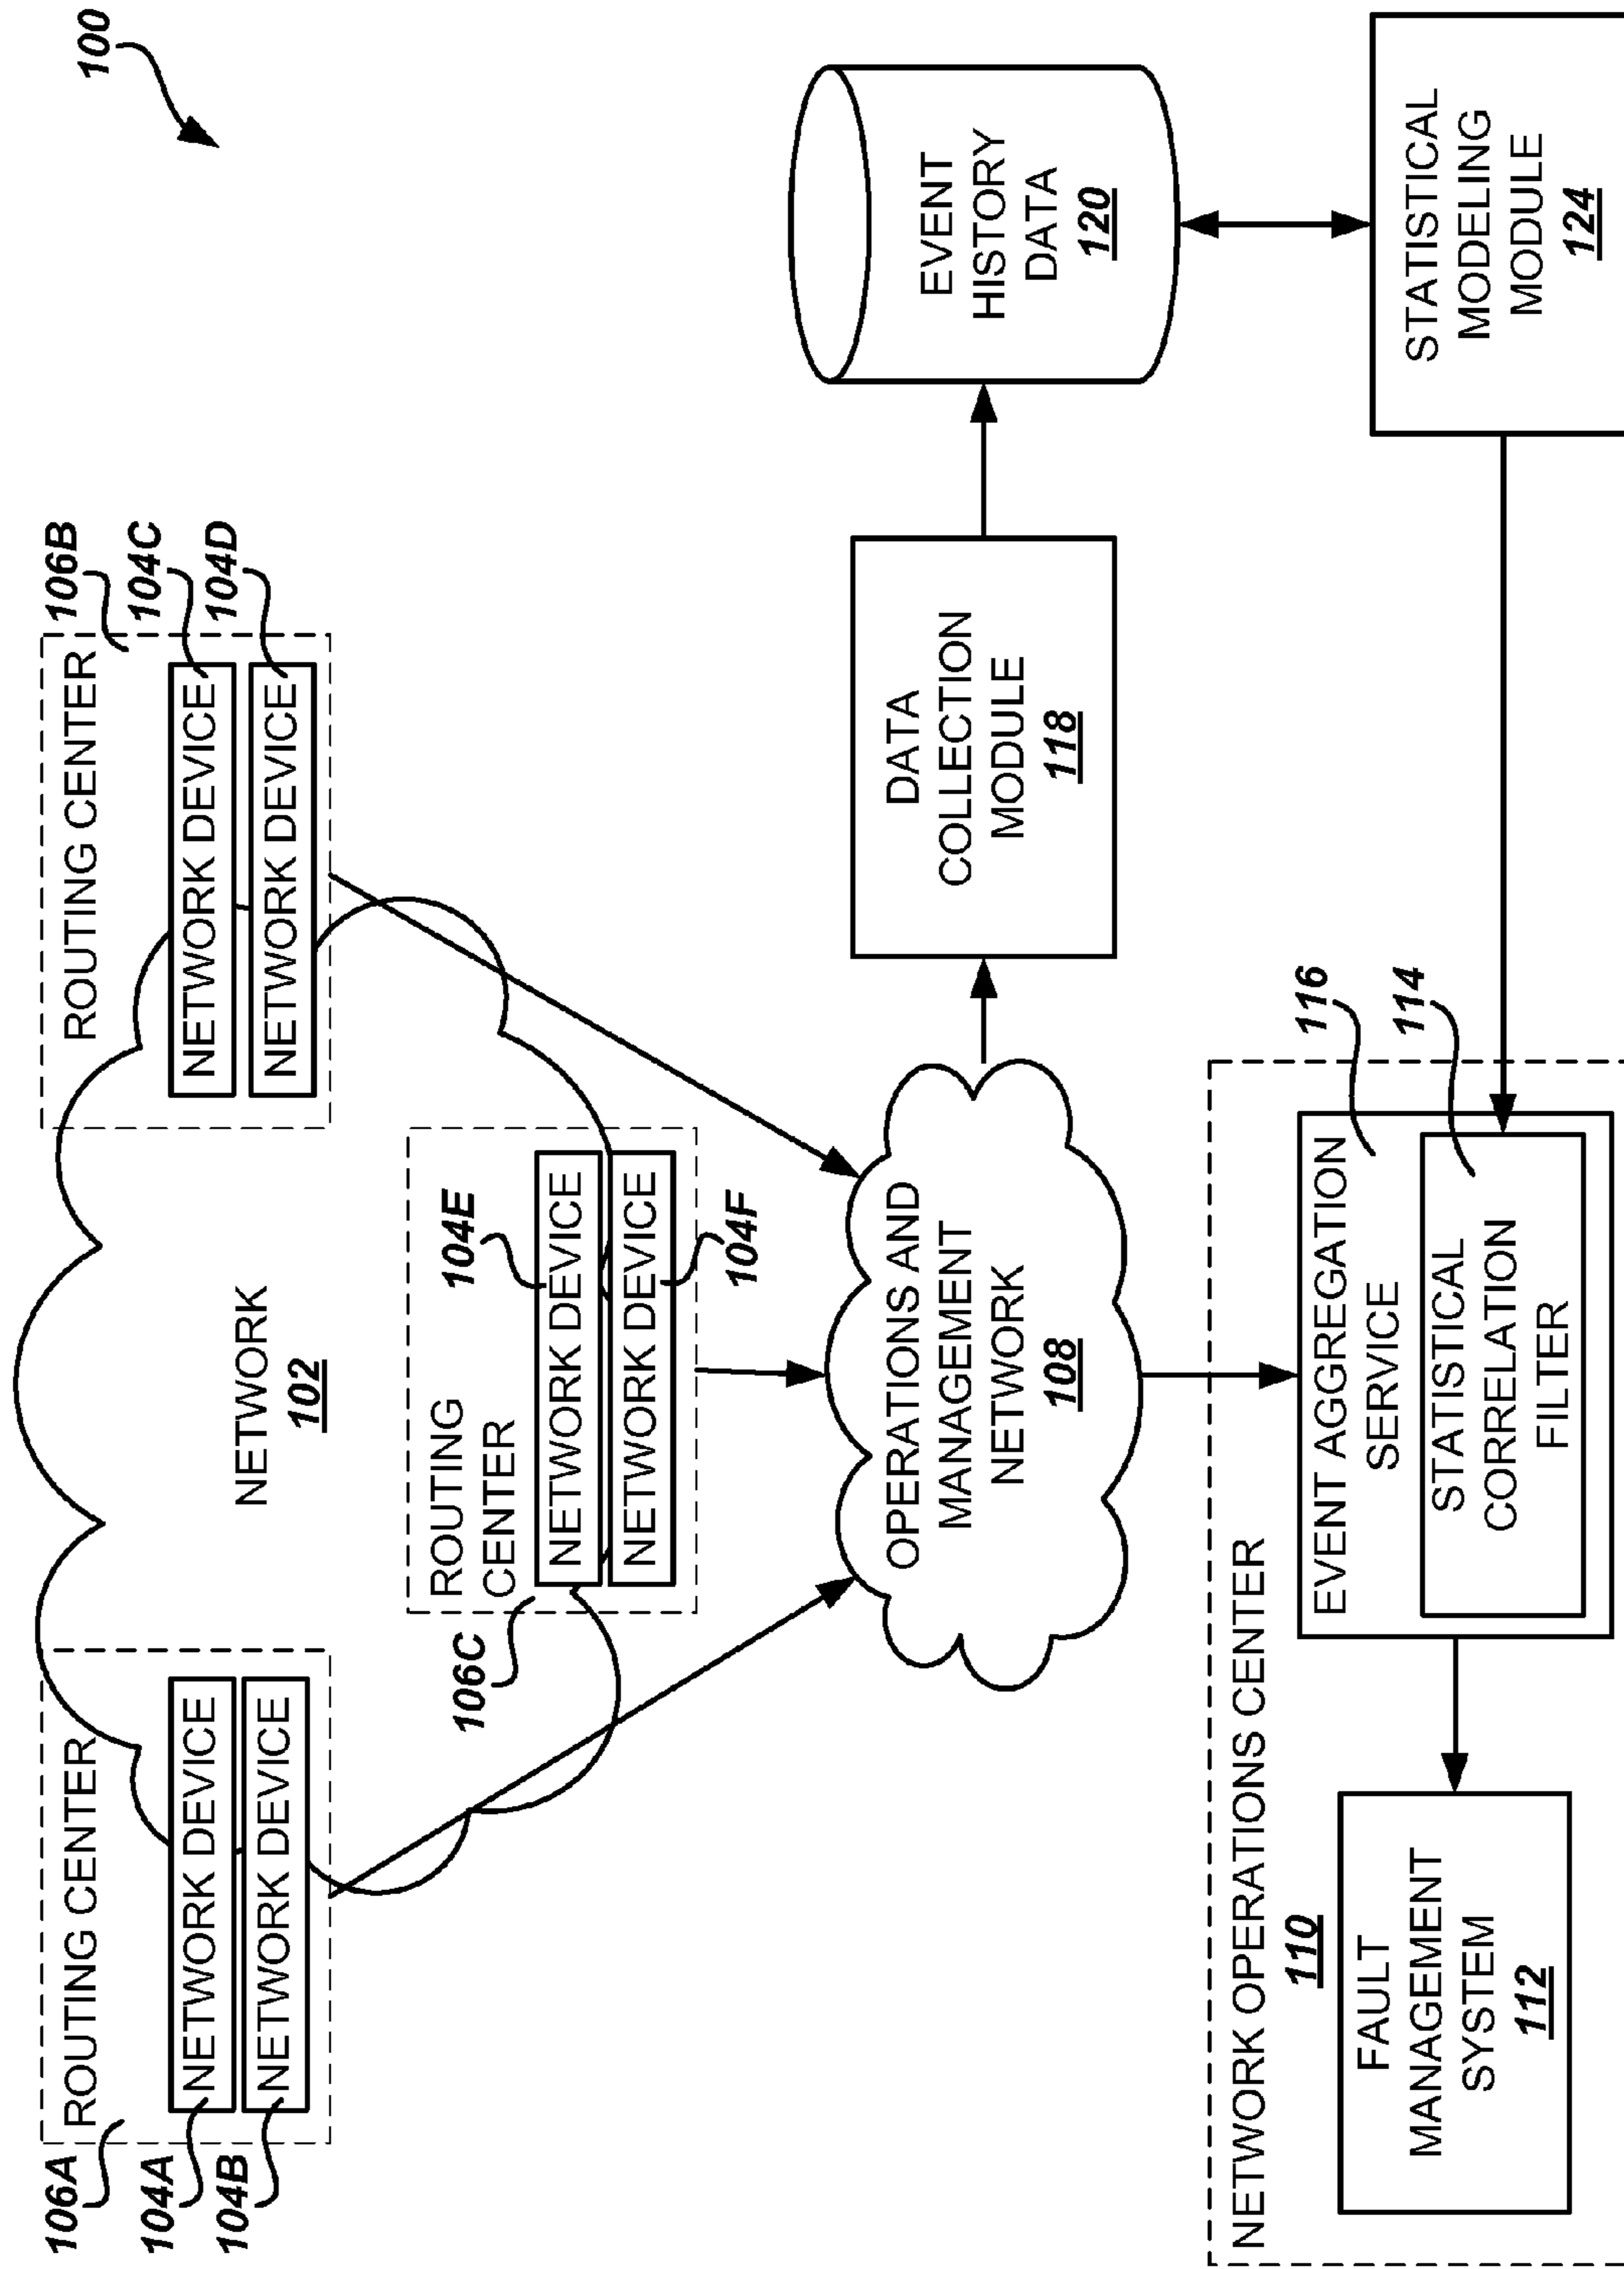 100
106A
ROUTING CENTER
104A
NETWORK DEVICE
104B
NETWORK DEVICE
NETWORK
102
ROUTING CENTER
106B
NETWORK DEVICE
104C
NETWORK DEVICE
104D
106C
ROUTING
CENTER
104E
NETWORK DEVICE
NETWORK DEVICE
104F
OPERATIONS AND
MANAGEMENT
NETWORK
108
DATA
COLLECTION
MODULE
118
EVENT
HISTORY
DATA
120
NETWORK OPERATIONS CENTER
110
FAULT
MANAGEMENT
SYSTEM
112
EVENT AGGREGATION
SERVICE
116
STATISTICAL
CORRELATION
FILTER
114
STATISTICAL
MODELING
MODULE
124